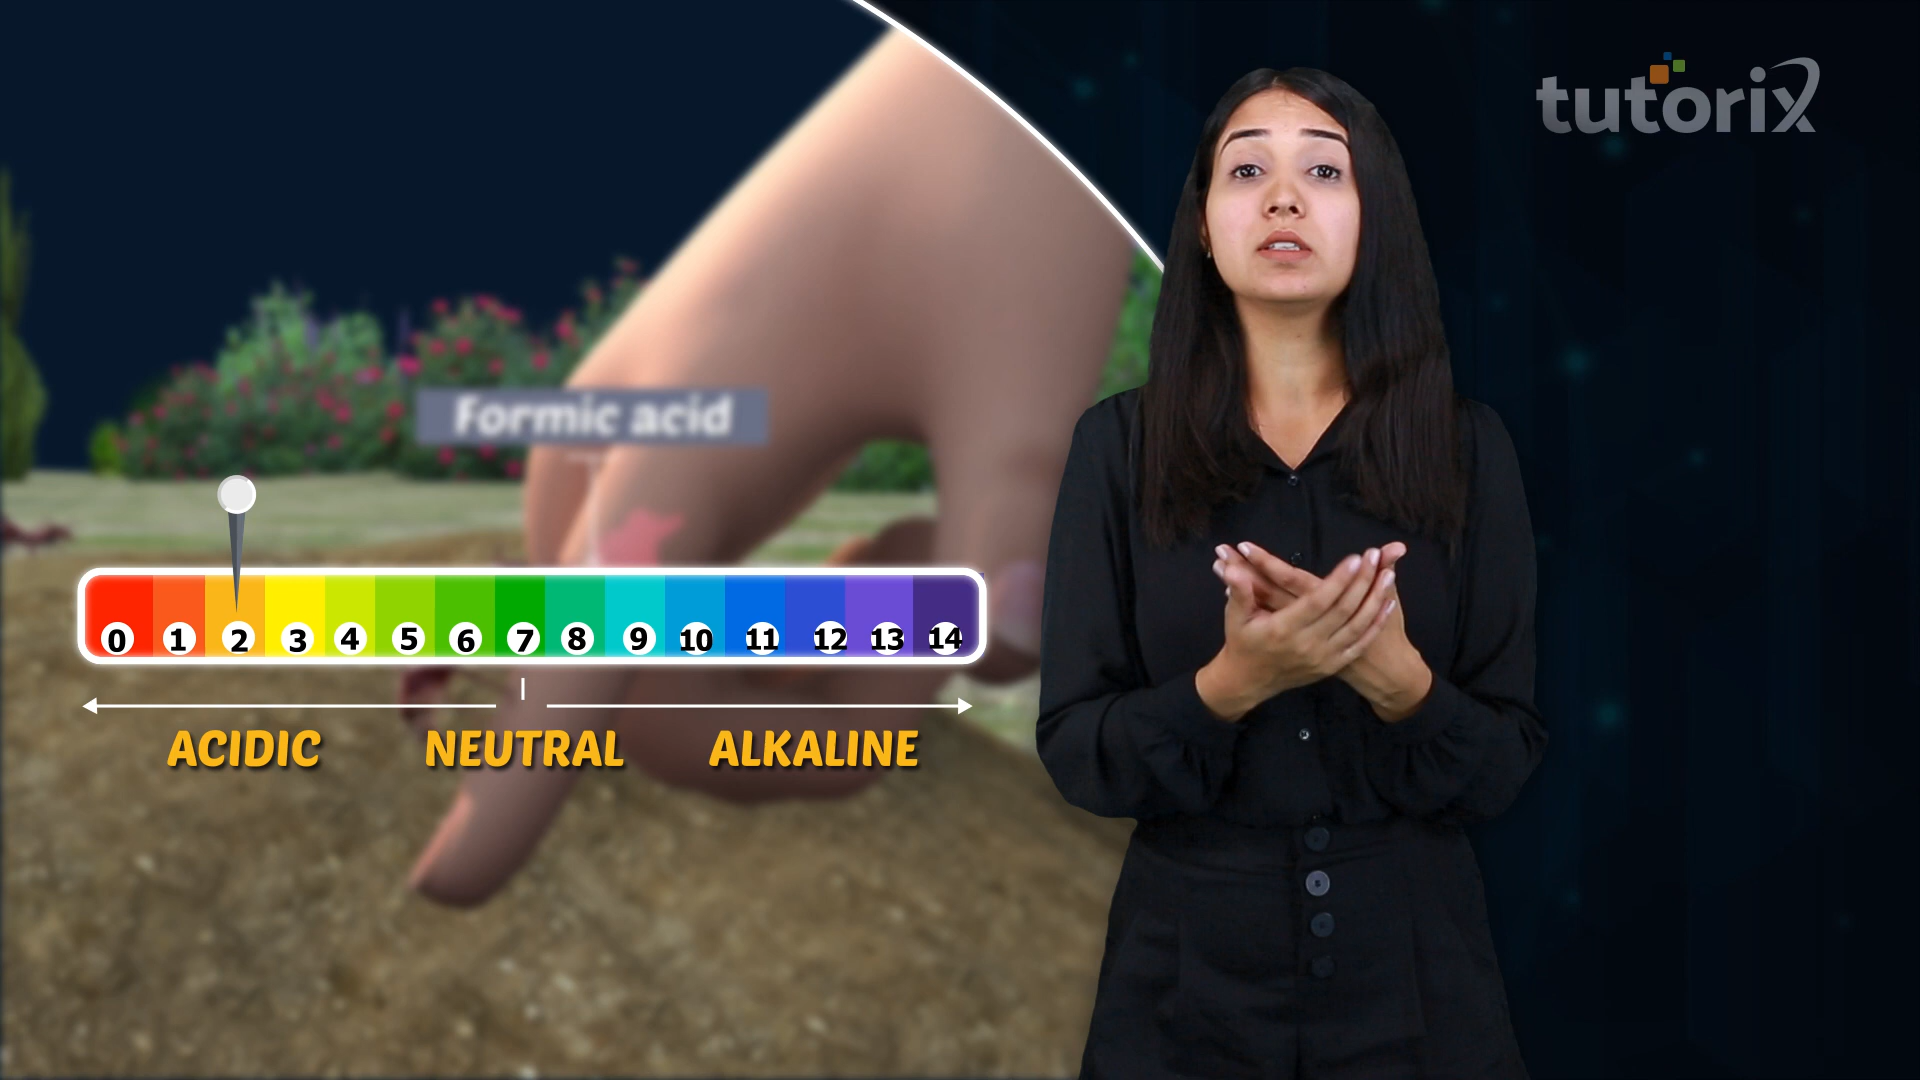 tutorix
Formic acid
0 1 2 3 4 5 6 7 8 9 10 11 12 13 14
ACIDIC NEUTRAL ALKALINE